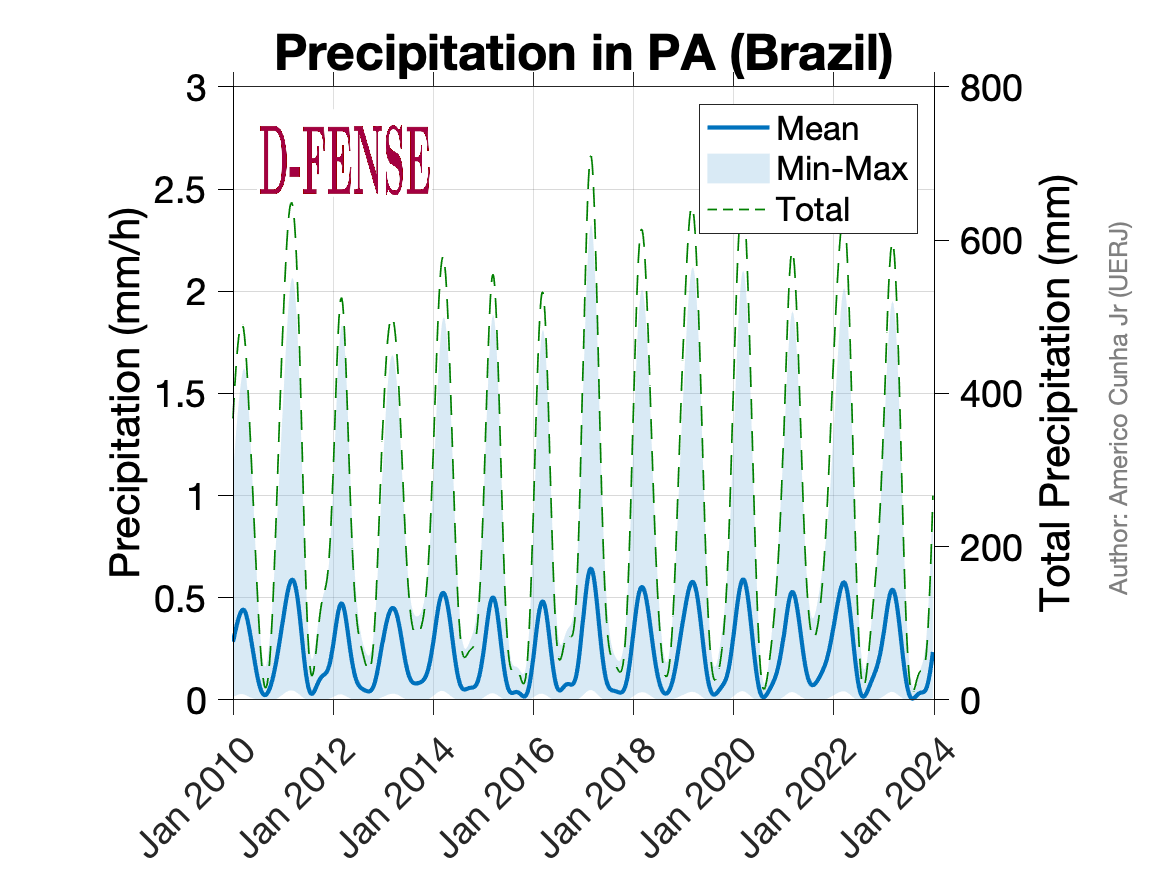 Precipitation in PA (Brazil)
D-FENSE
Mean
Min-Max
Total
Precipitation (mm/h)
3
2.5
2
1.5
1
0.5
0
800
600
400
200
0
Total Precipitation (mm)
Author: Americo Cunha Jr (UERJ)
Jan 2010
Jan 2012
Jan 2014
Jan 2016
Jan 2018
Jan 2020
Jan 2022
Jan 2024